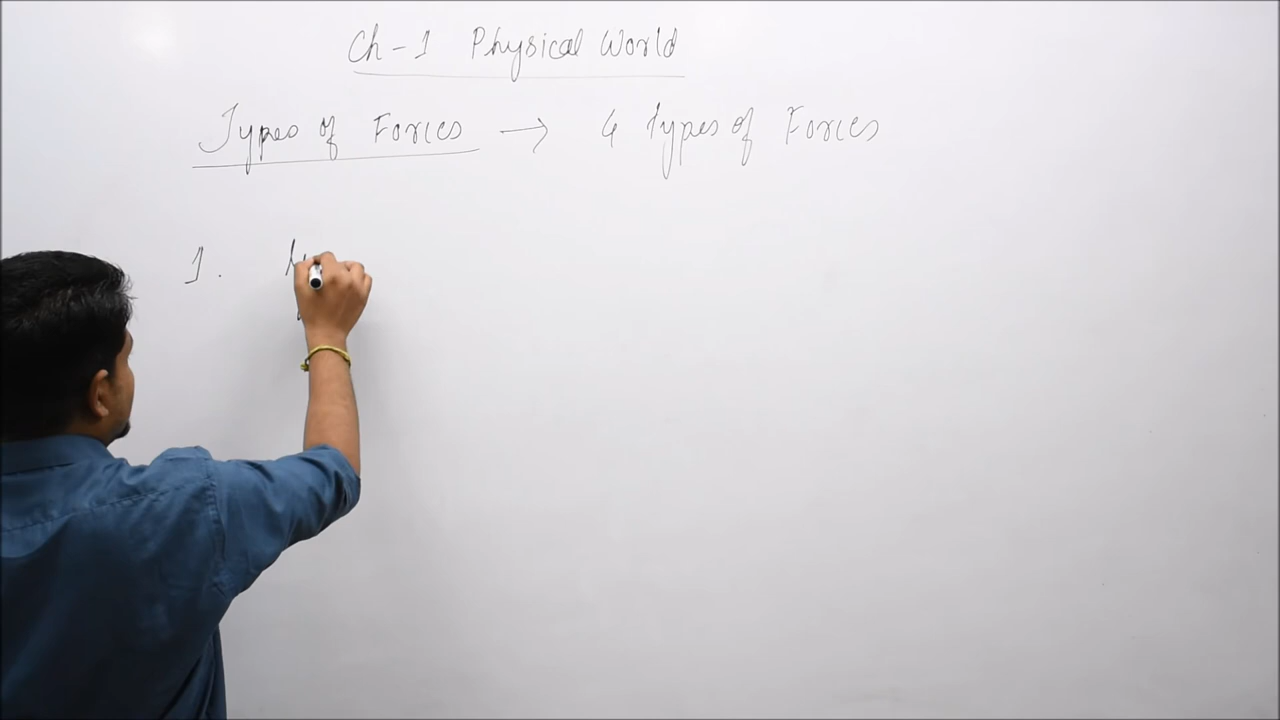 Ch-1 Physical World
Types of Forces → 4 Types of Forces
1.